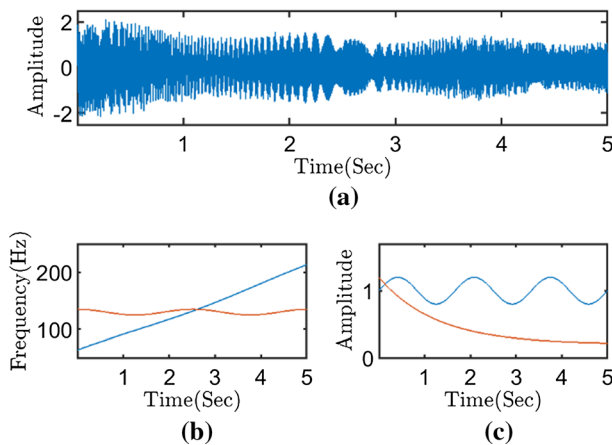 Amplitude
2
0
-2
1 2 3 4 5
Time(Sec)
(a)
Frequency(Hz)
200
100
1 2 3 4 5
Time(Sec)
(b)
Amplitude
1
0
1 2 3 4 5
Time(Sec)
(c)